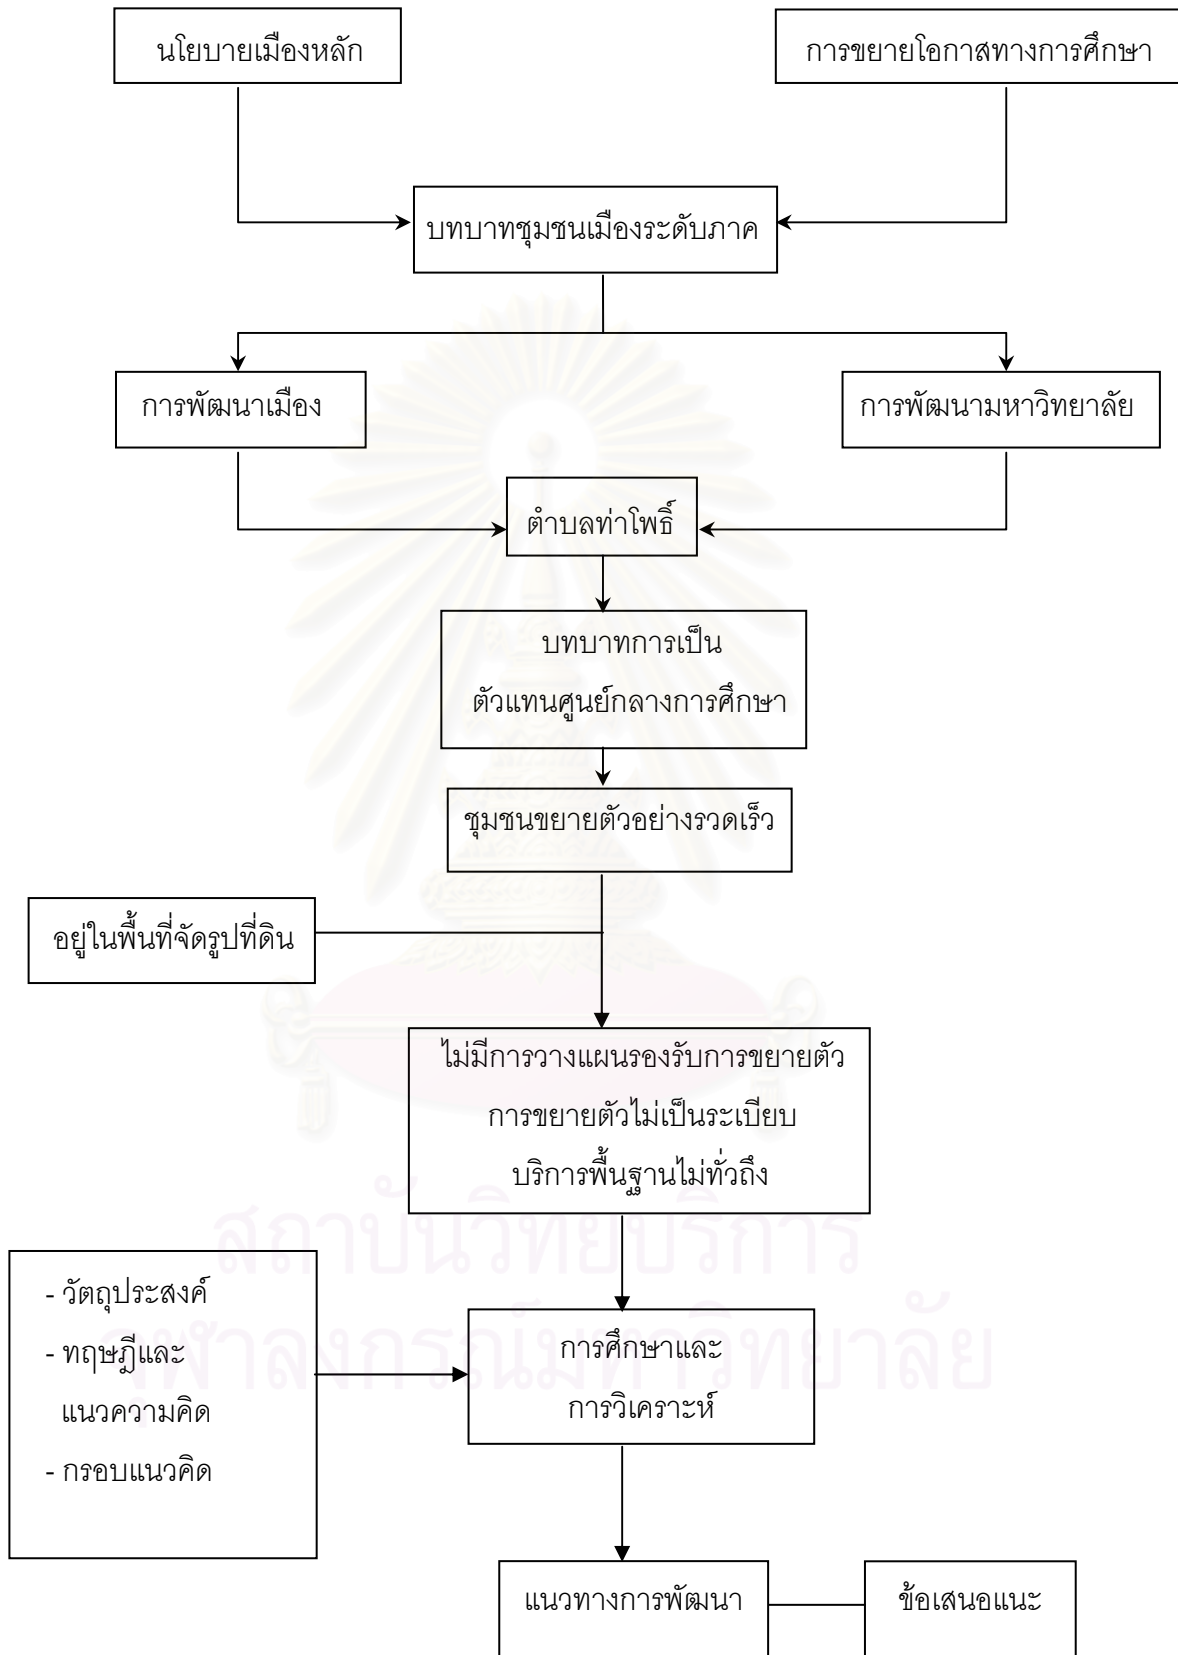 นโยบายเมืองหลัก
การขยายโอกาสทางการศึกษา
บทบาทชุมชนเมืองระดับภาค
การพัฒนาเมือง
การพัฒนามหาวิทยาลัย
ตำบลท่าโพธิ์
บทบาทการเป็น
ตัวแทนศูนย์กลางการศึกษา
ชุมชนขยายตัวอย่างรวดเร็ว
อยู่ในพื้นที่จัดรูปที่ดิน
ไม่มีการวางแผนรองรับการขยายตัว
การขยายตัวไม่เป็นระเบียบ
บริการพื้นฐานไม่ทั่วถึง
สถาบันวิทยบริการ
จุฬาลงกรณ์มหาวิทยาลัย
- วัตถุประสงค์
- ทฤษฎีและ
แนวความคิด
- กรอบแนวคิด
การศึกษาและ
การวิเคราะห์
แนวทางการพัฒนา
ข้อเสนอแนะ